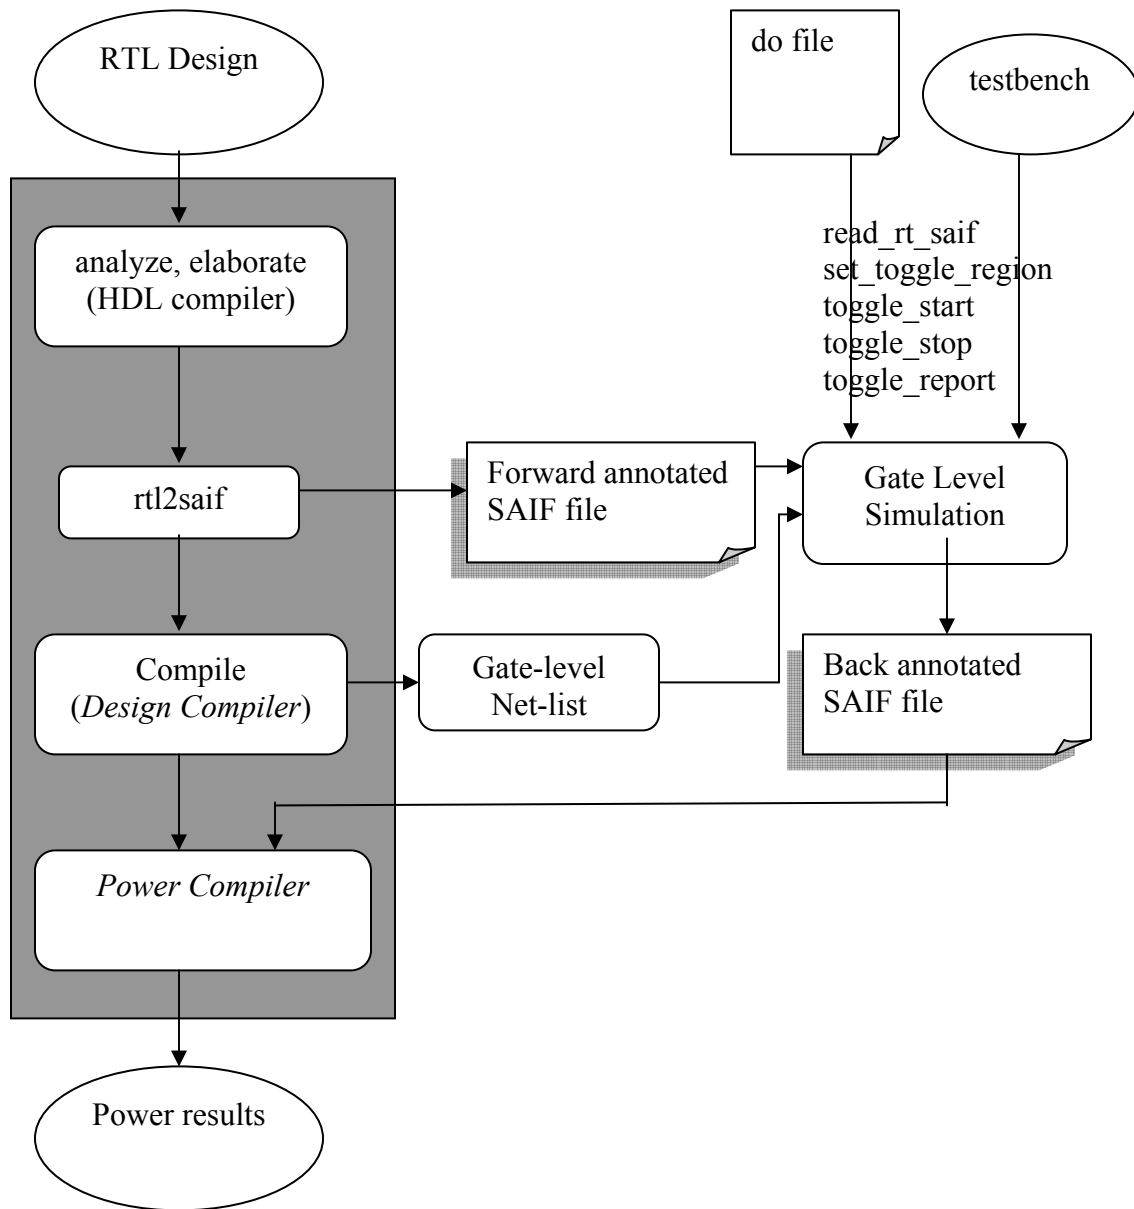 RTL Design
do file
testbench
analyze, elaborate
(HDL compiler)
read_rt_saif
set_toggle_region
toggle_start
toggle_stop
toggle_report
rtl2saif
Forward annotated
SAIF file
Gate Level
Simulation
Compile
(Design Compiler)
Gate-level
Net-list
Back annotated
SAIF file
Power Compiler
Power results